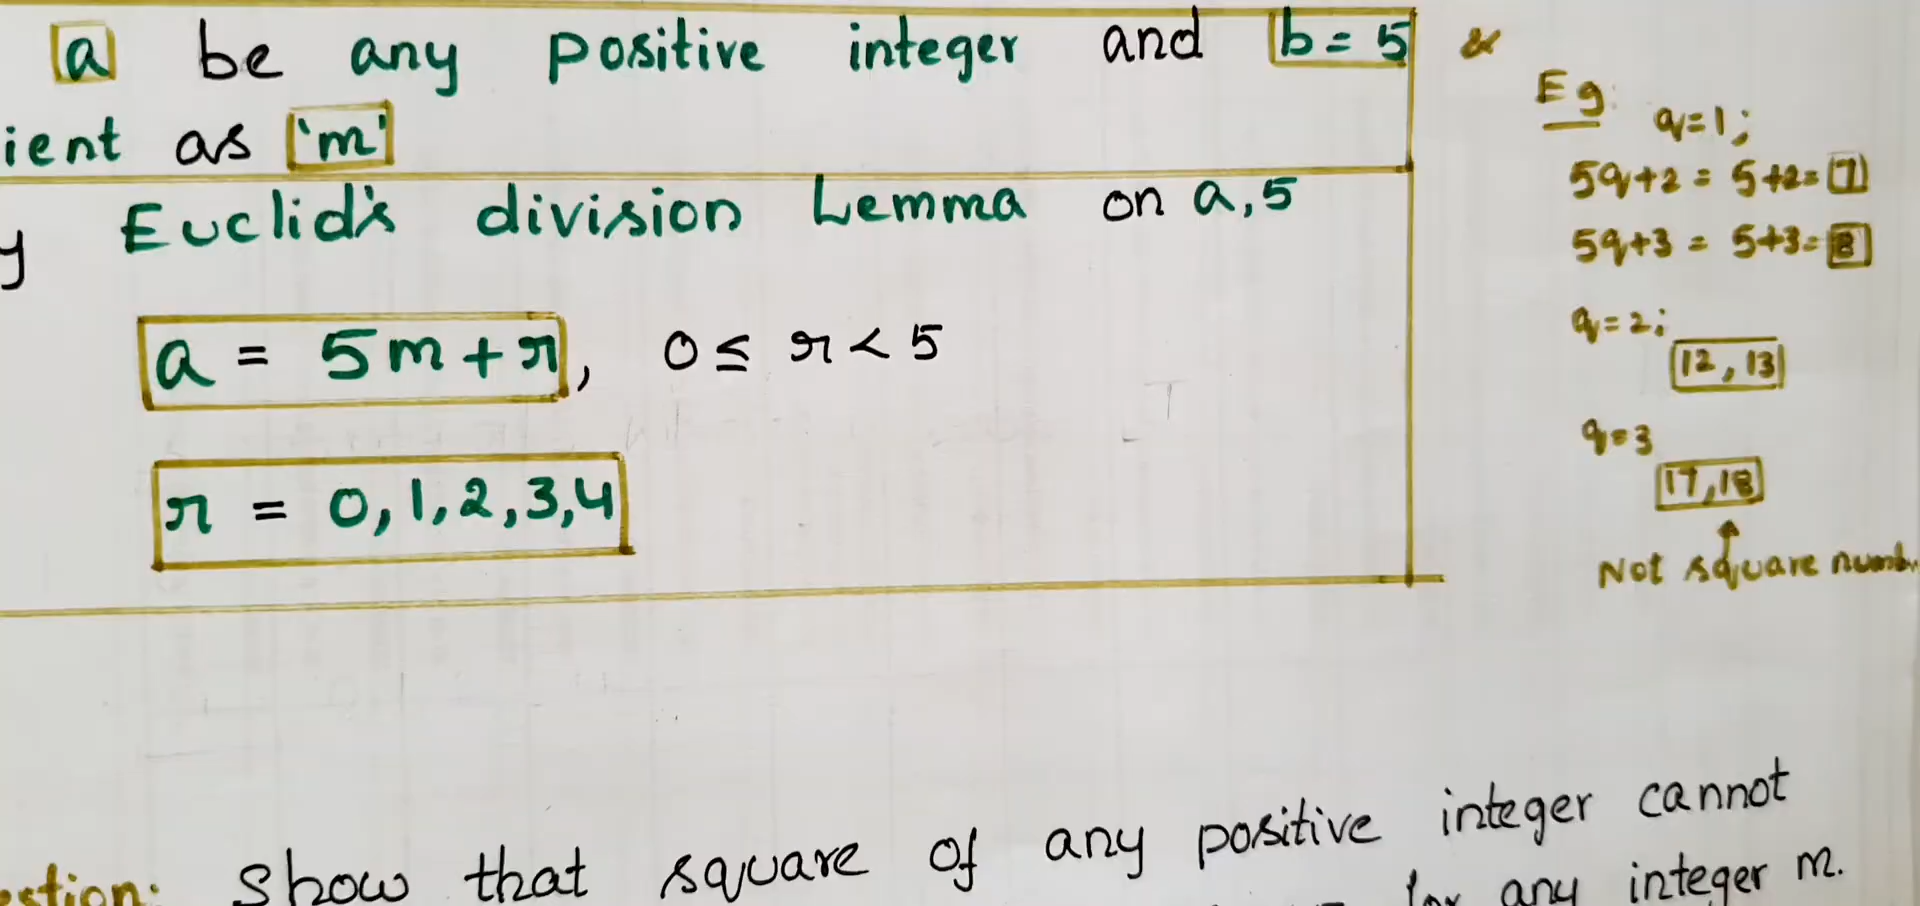 a be any positive integer and b = 5 &
ient as 'm'
y Euclid's division Lemma on a,5
a = 5m + r, 0 ≤ r < 5
r = 0,1,2,3,4
Eg: q=1;
5q+2 = 5+2= 7
5q+3 = 5+3= 8
q=2;
12, 13
q=3
17,18
Not square numb
estion: Show that square of any positive integer cannot
for any integer m.